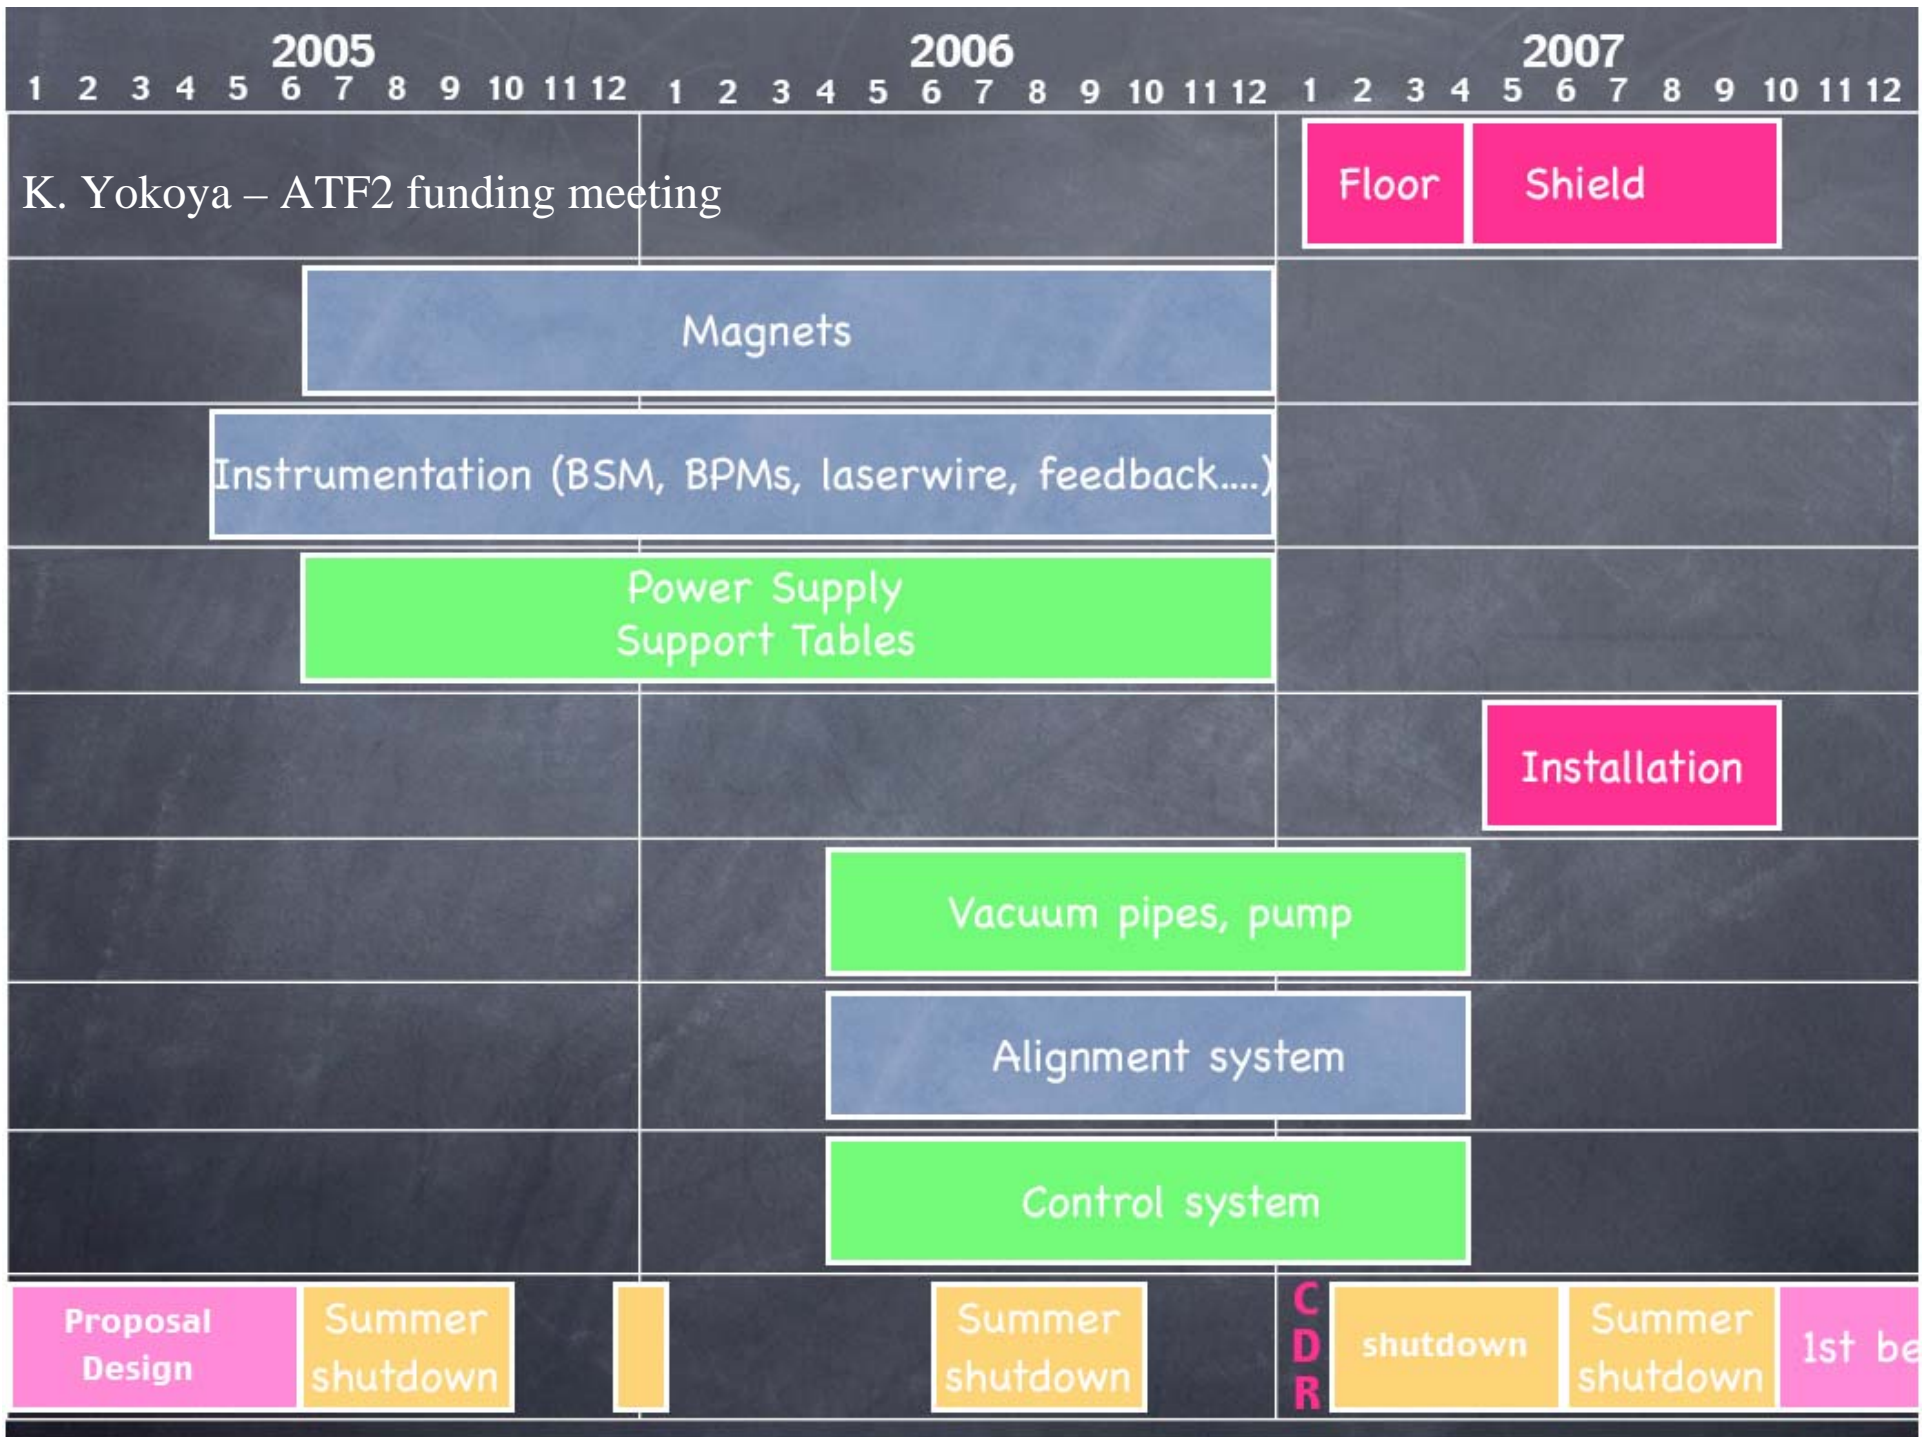 2005 2006 2007
1 2 3 4 5 6 7 8 9 10 11 12 1 2 3 4 5 6 7 8 9 10 11 12 1 2 3 4 5 6 7 8 9 10 11 12
K. Yokoya – ATF2 funding meeting
Floor Shield
Magnets
Instrumentation (BSM, BPMs, laserwire, feedback....)
Power Supply
Support Tables
Installation
Vacuum pipes, pump
Alignment system
Control system
Proposal
Design
Summer
shutdown
Summer
shutdown
C
D
R
shutdown
Summer
shutdown
1st be